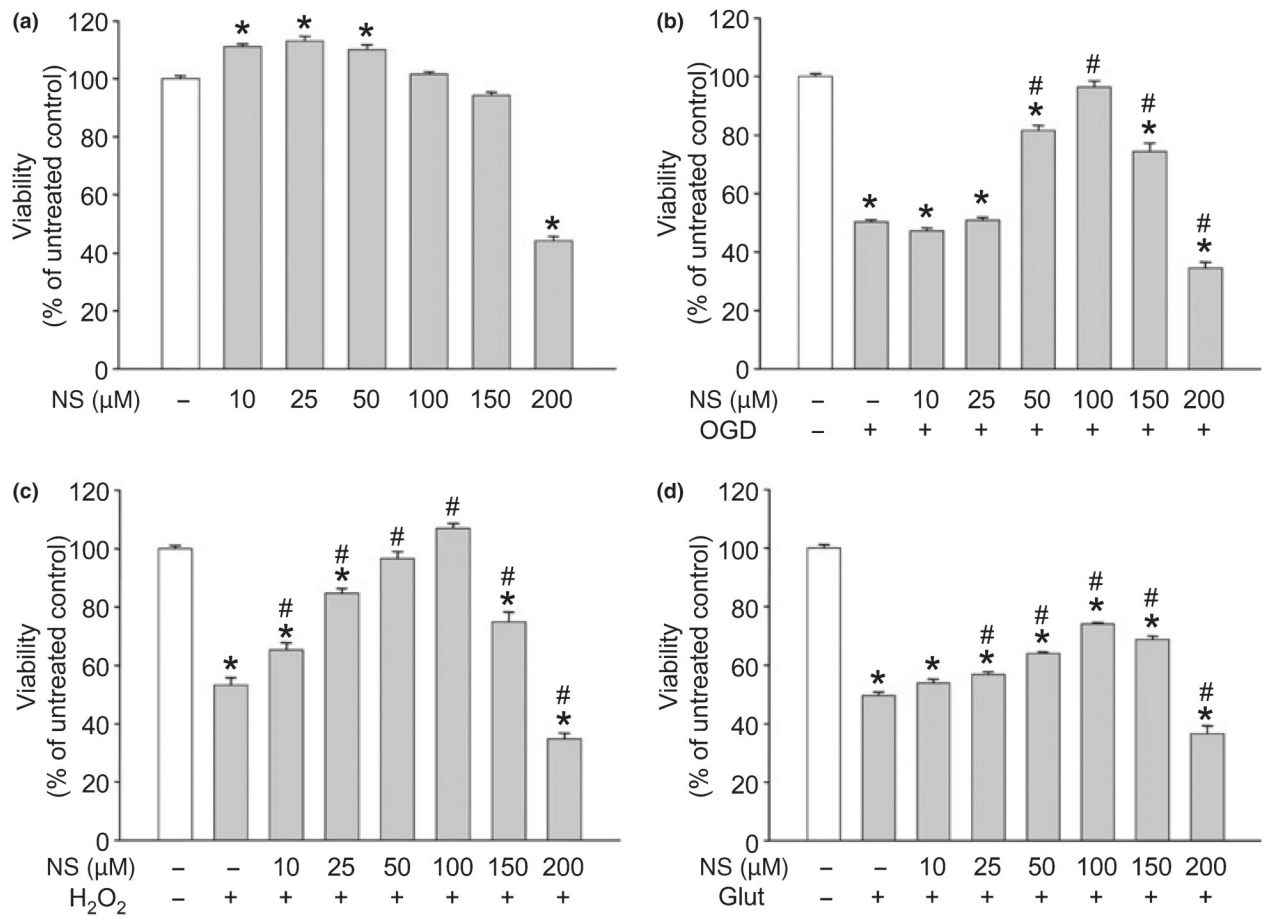 (a)
Viability
(% of untreated control)
120
100
80
60
40
20
0
* * * *
NS (μM) – 10 25 50 100 150 200
(b)
Viability
(% of untreated control)
120
100
80
60
40
20
0
# # # #
* * * * * *
NS (μM) – – 10 25 50 100 150 200
OGD – + + + + + + +
(c)
Viability
(% of untreated control)
120
100
80
60
40
20
0
# # # # # #
* * * * *
NS (μM) – – 10 25 50 100 150 200
H₂O₂ – + + + + + + +
(d)
Viability
(% of untreated control)
120
100
80
60
40
20
0
# # # # #
* * * * * * *
NS (μM) – – 10 25 50 100 150 200
Glut – + + + + + + +